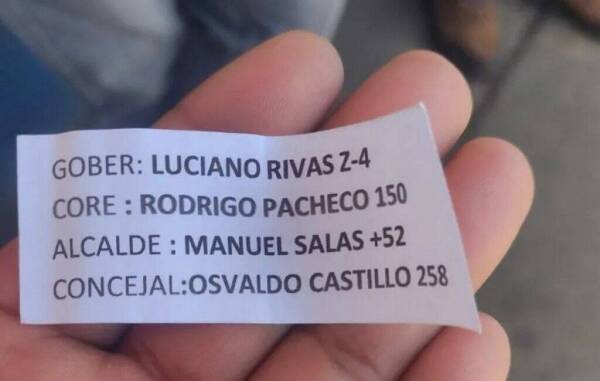 GOBER: LUCIANO RIVAS Z-4
CORE : RODRIGO PACHECO 150
ALCALDE : MANUEL SALAS +52
CONCEJAL:OSVALDO CASTILLO 258